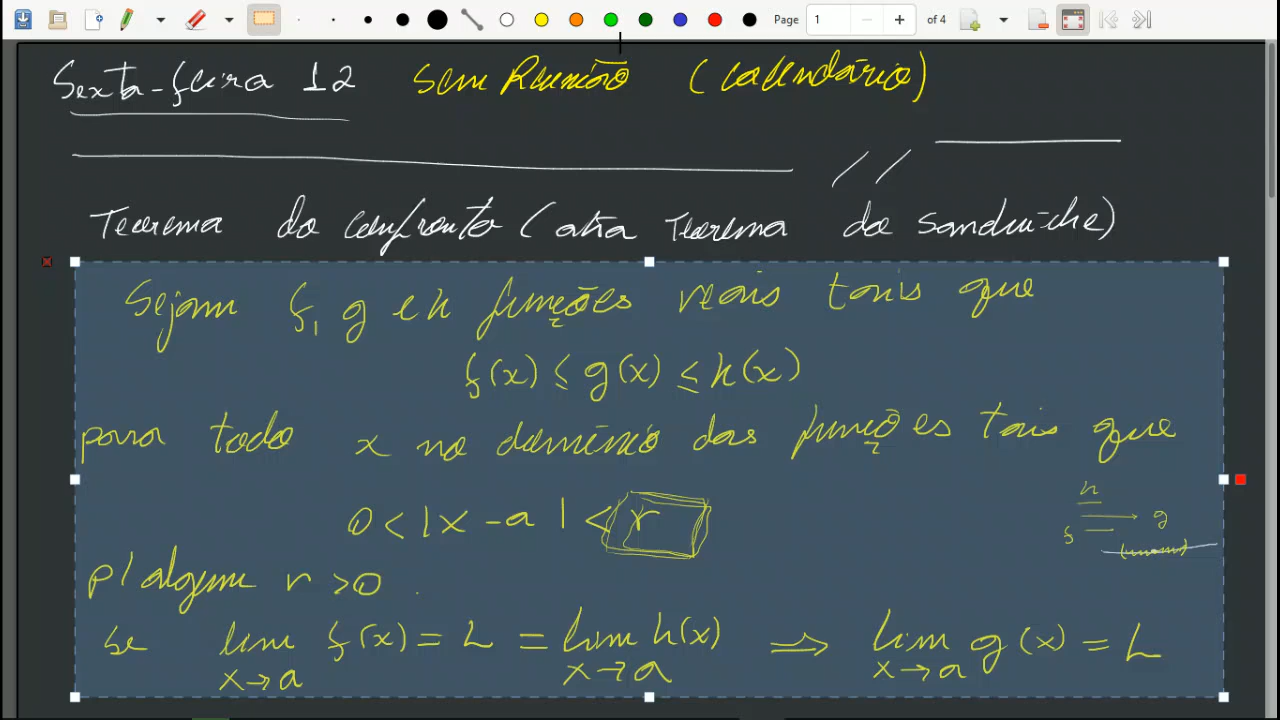 Page 1 of 4
Sexta-feira 12 Sem Reunião (calendário)
Teorema do confronto (aka Teorema do sanduíche)
Sejam f, g e h funções reais tais que
f(x) ≤ g(x) ≤ h(x)
para todo x no domínio das funções tais que
0 < |x - a| < r
h
g
f
p/ algum r > 0.
Se lim f(x) = L = lim h(x) ⟹ lim g(x) = L
x→a x→a x→a